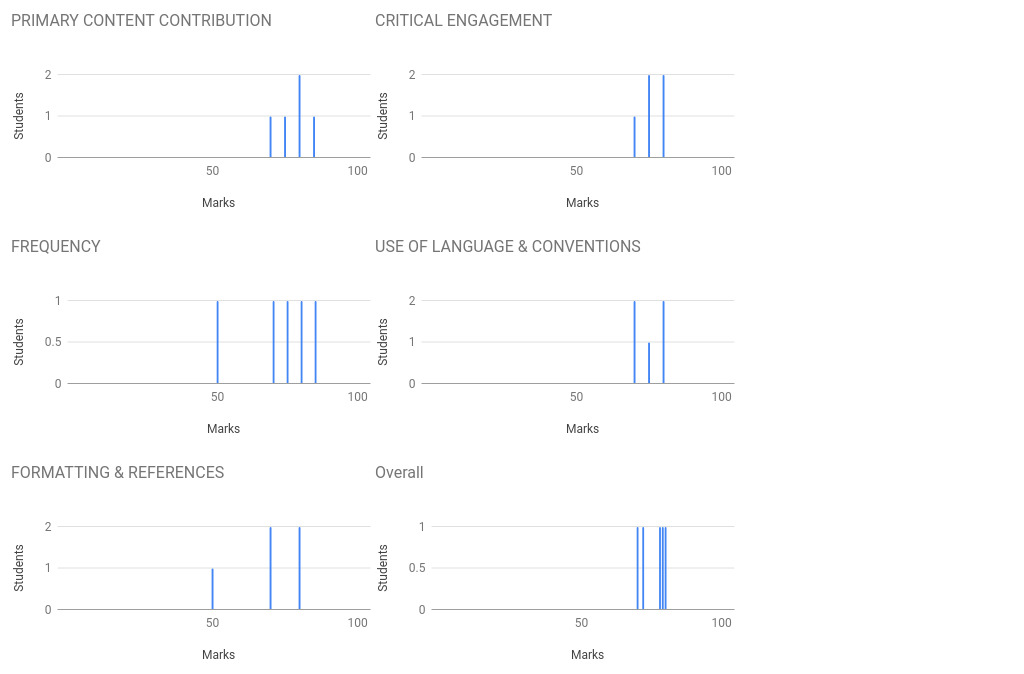 PRIMARY CONTENT CONTRIBUTION
2
1
0
Students
50 100
Marks
CRITICAL ENGAGEMENT
2
1
0
Students
50 100
Marks
FREQUENCY
1
0.5
0
Students
50 100
Marks
USE OF LANGUAGE & CONVENTIONS
2
1
0
Students
50 100
Marks
FORMATTING & REFERENCES
2
1
0
Students
50 100
Marks
Overall
1
0.5
0
Students
50 100
Marks